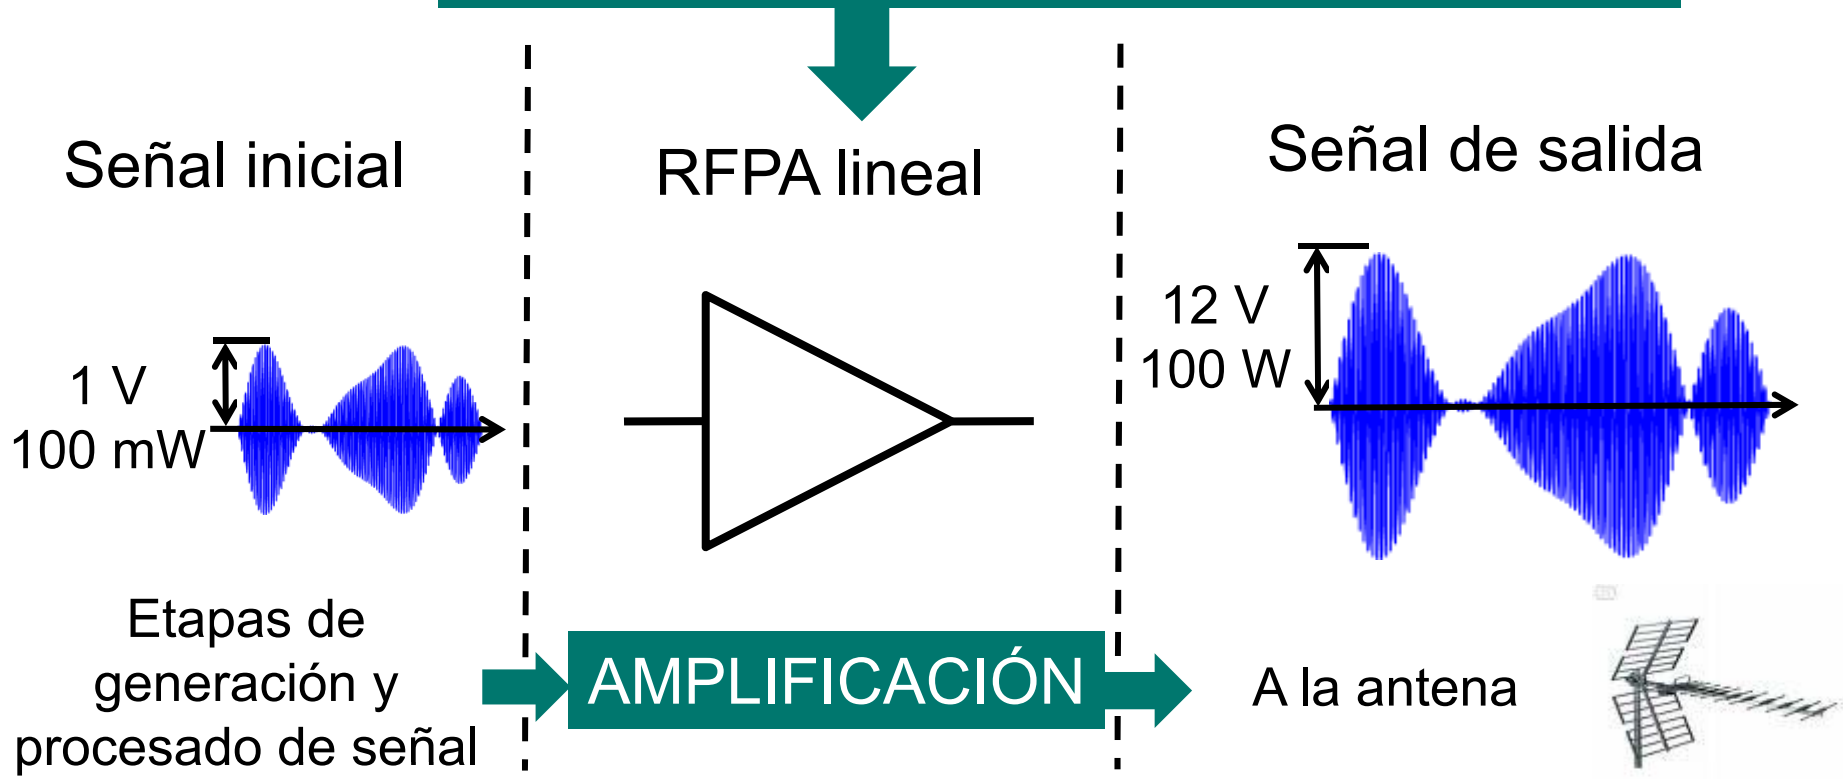 Señal inicial
RFPA lineal
Señal de salida
1 V
100 mW
12 V
100 W
Etapas de
generación y
procesado de señal
AMPLIFICACIÓN
A la antena